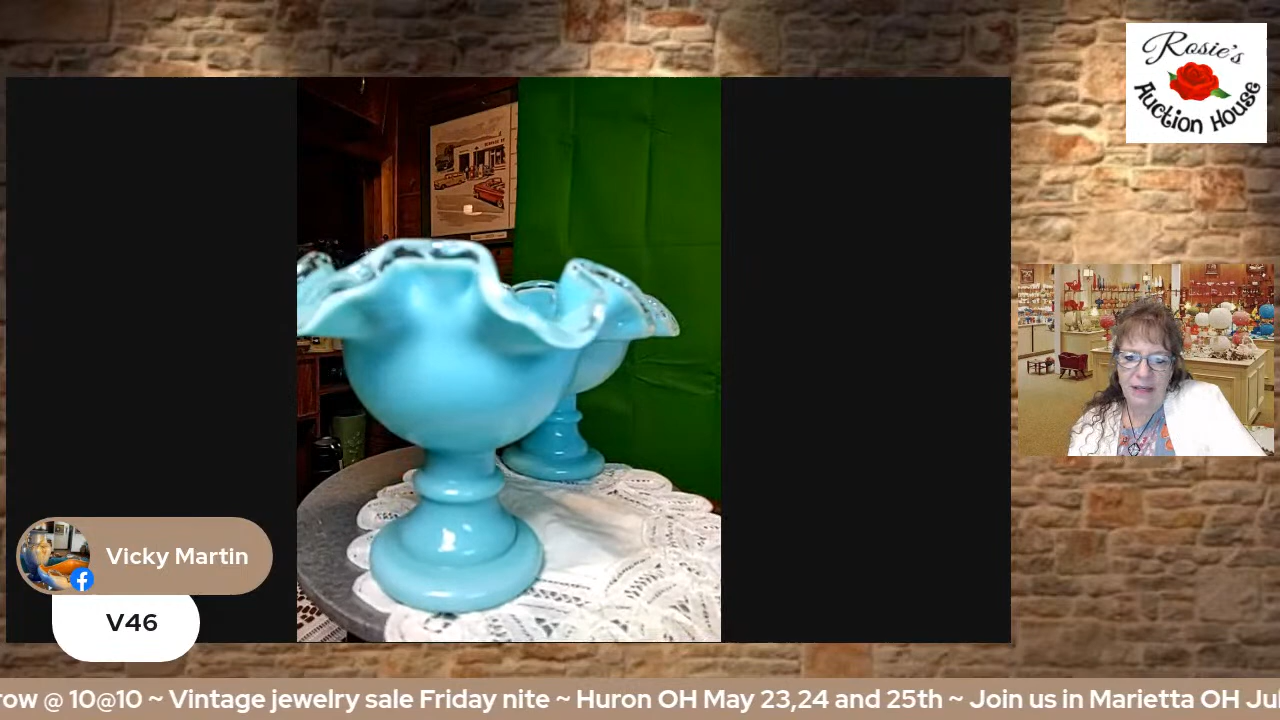 Rosie's
Auction House
Vicky Martin
V46
row @ 10@10 ~ Vintage jewelry sale Friday nite ~ Huron OH May 23,24 and 25th ~ Join us in Marietta OH Ju